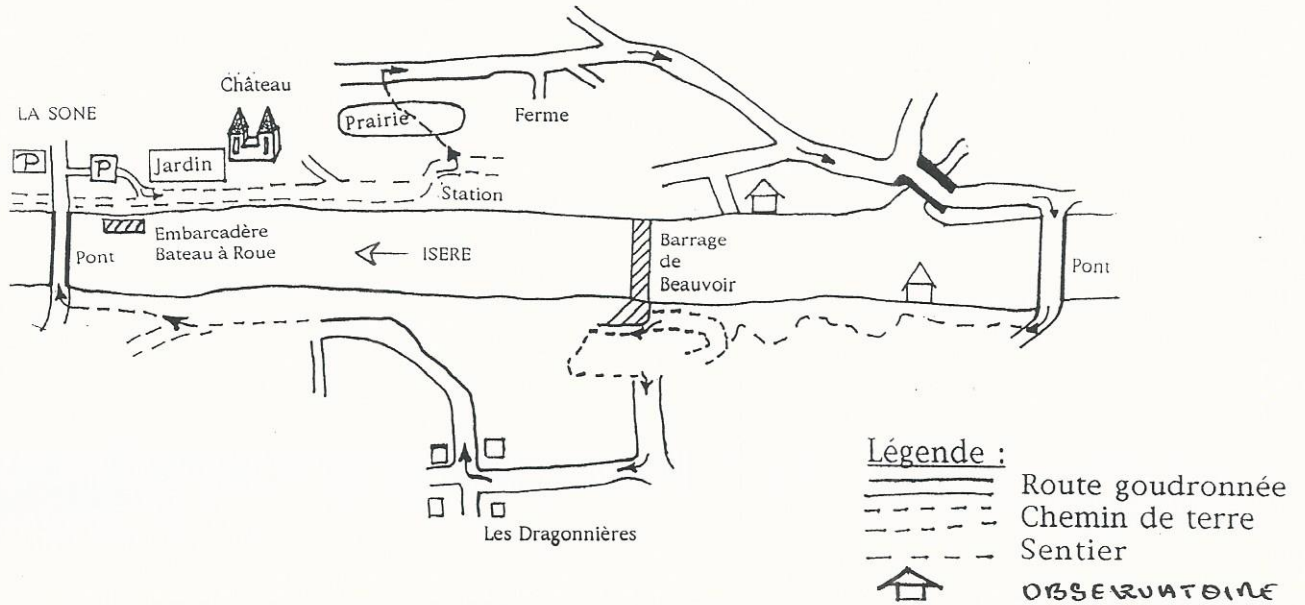 Château
LA SONE
P
P
Jardin
Prairie
Ferme
Station
Embarcadère
Bateau à Roue
Pont
ISERE
Barrage
de
Beauvoir
Pont
Les Dragonnières
Légende :
Route goudronnée
Chemin de terre
Sentier
OBSERVATOIRE